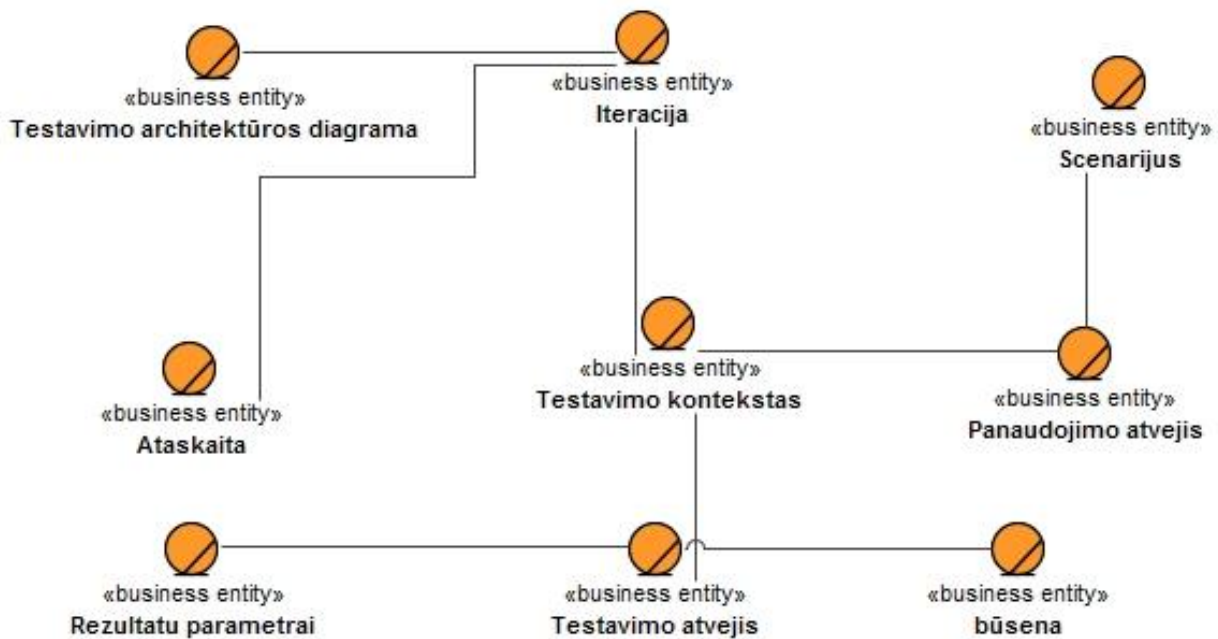 «business entity»
Testavimo architektūros diagrama
«business entity»
Iteracija
«business entity»
Scenarijus
«business entity»
Ataskaita
«business entity»
Testavimo kontekstas
«business entity»
Panaudojimo atvejis
«business entity»
Rezultatu parametrai
«business entity»
Testavimo atvejis
«business entity»
būsena